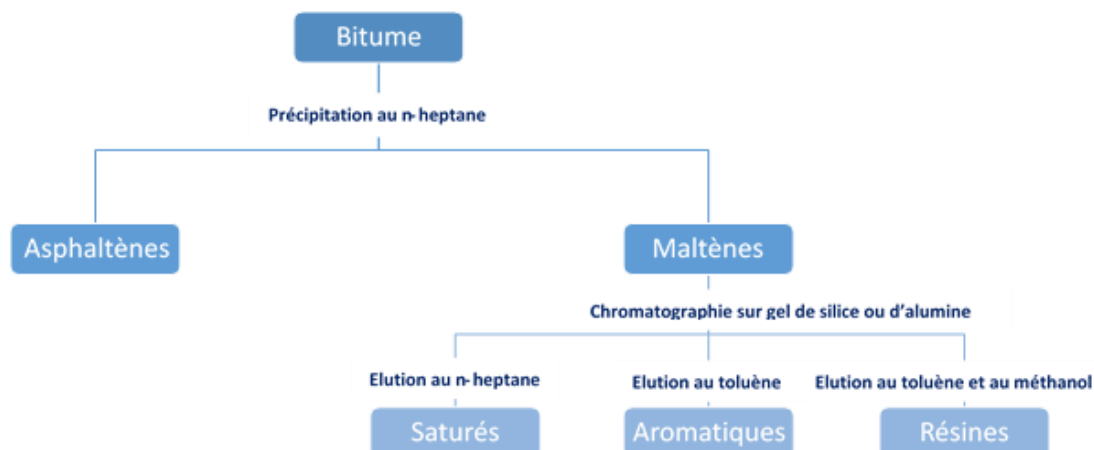 Bitume
Précipitation au n-heptane
Asphaltènes
Maltènes
Chromatographie sur gel de silice ou d'alumine
Elution au n-heptane
Elution au toluène
Elution au toluène et au méthanol
Saturés
Aromatiques
Résines